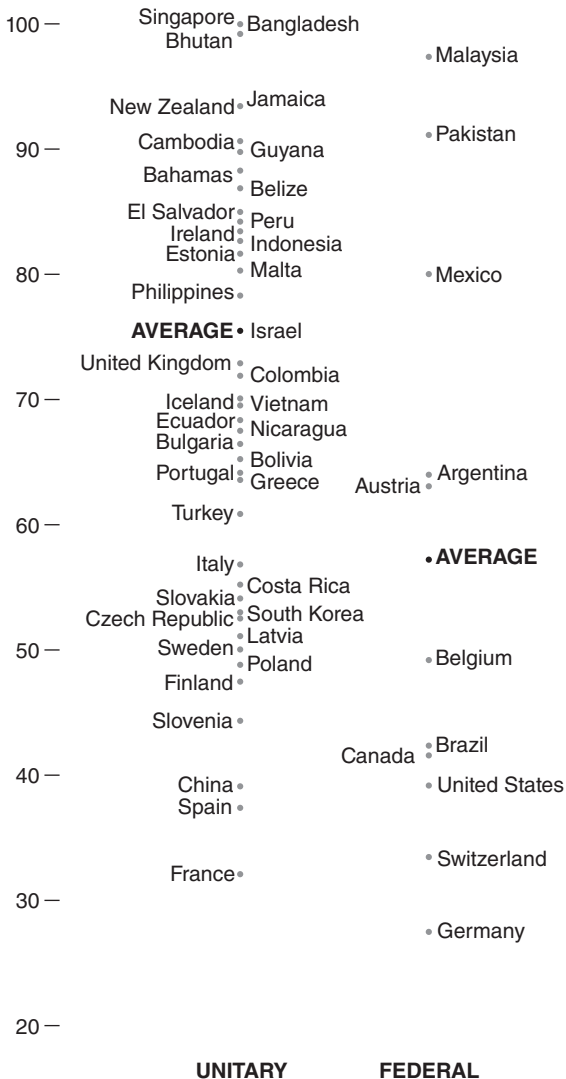 100 —
Singapore
Bangladesh
Bhutan
Malaysia
New Zealand
Jamaica
Pakistan
90 —
Cambodia
Guyana
Bahamas
Belize
El Salvador
Peru
Ireland
Indonesia
Estonia
80 —
Malta
Mexico
Philippines
AVERAGE
Israel
United Kingdom
Colombia
70 —
Iceland
Vietnam
Ecuador
Nicaragua
Bulgaria
Bolivia
Portugal
Greece
Argentina
Austria
Turkey
60 —
Italy
AVERAGE
Costa Rica
Slovakia
South Korea
Czech Republic
Latvia
50 —
Sweden
Poland
Belgium
Finland
Slovenia
Brazil
Canada
40 —
China
United States
Spain
Switzerland
France
30 —
Germany
20 —
UNITARY FEDERAL